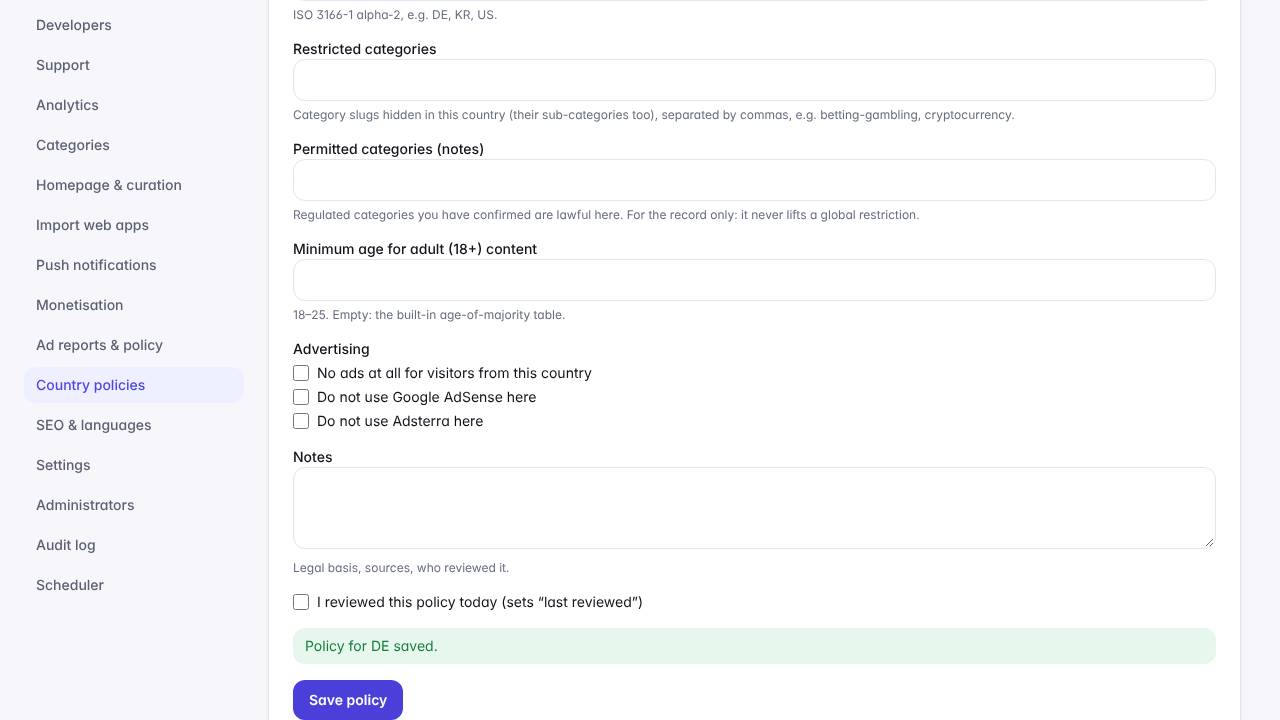 Developers
Support
Analytics
Categories
Homepage & curation
Import web apps
Push notifications
Monetisation
Ad reports & policy
Country policies
SEO & languages
Settings
Administrators
Audit log
Scheduler
ISO 3166-1 alpha-2, e.g. DE, KR, US.
Restricted categories
Category slugs hidden in this country (their sub-categories too), separated by commas, e.g. betting-gambling, cryptocurrency.
Permitted categories (notes)
Regulated categories you have confirmed are lawful here. For the record only: it never lifts a global restriction.
Minimum age for adult (18+) content
18–25. Empty: the built-in age-of-majority table.
Advertising
No ads at all for visitors from this country
Do not use Google AdSense here
Do not use Adsterra here
Notes
Legal basis, sources, who reviewed it.
I reviewed this policy today (sets “last reviewed”)
Policy for DE saved.
Save policy